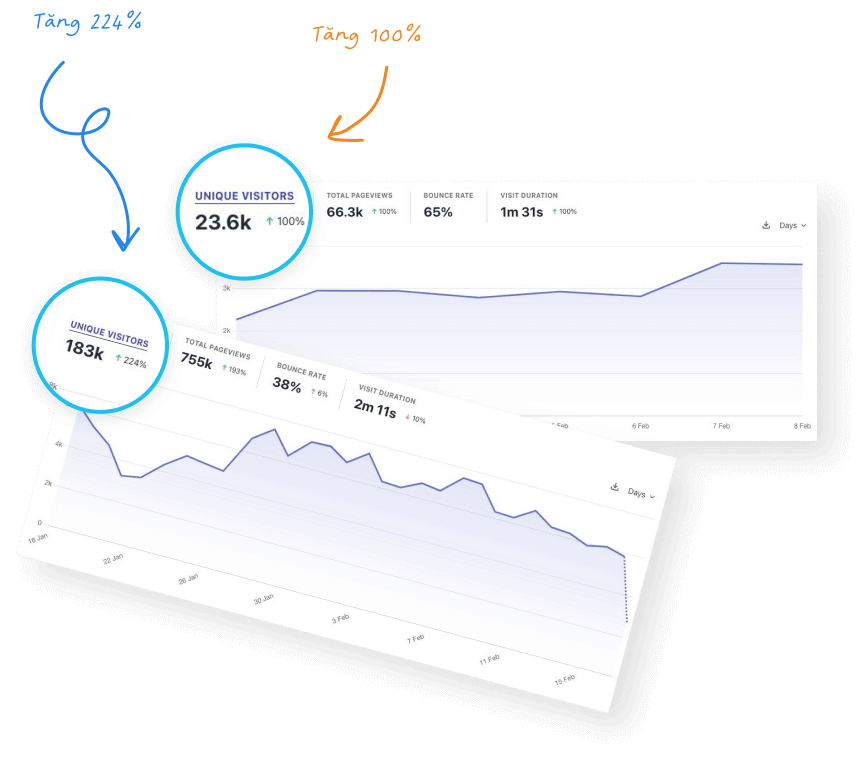 Tăng 224%
Tăng 100%
UNIQUE VISITORS
23.6k ↑ 100%
TOTAL PAGEVIEWS
66.3k ↑ 100%
BOUNCE RATE
65%
VISIT DURATION
1m 31s ↑ 100%
Days
3k
2k
6 Feb
7 Feb
8 Feb
UNIQUE VISITORS
183k ↑ 224%
TOTAL PAGEVIEWS
755k ↑ 193%
BOUNCE RATE
38% ↑ 6%
VISIT DURATION
2m 11s ↓ 10%
Days
4k
2k
0
18 Jan
22 Jan
26 Jan
30 Jan
3 Feb
7 Feb
11 Feb
15 Feb